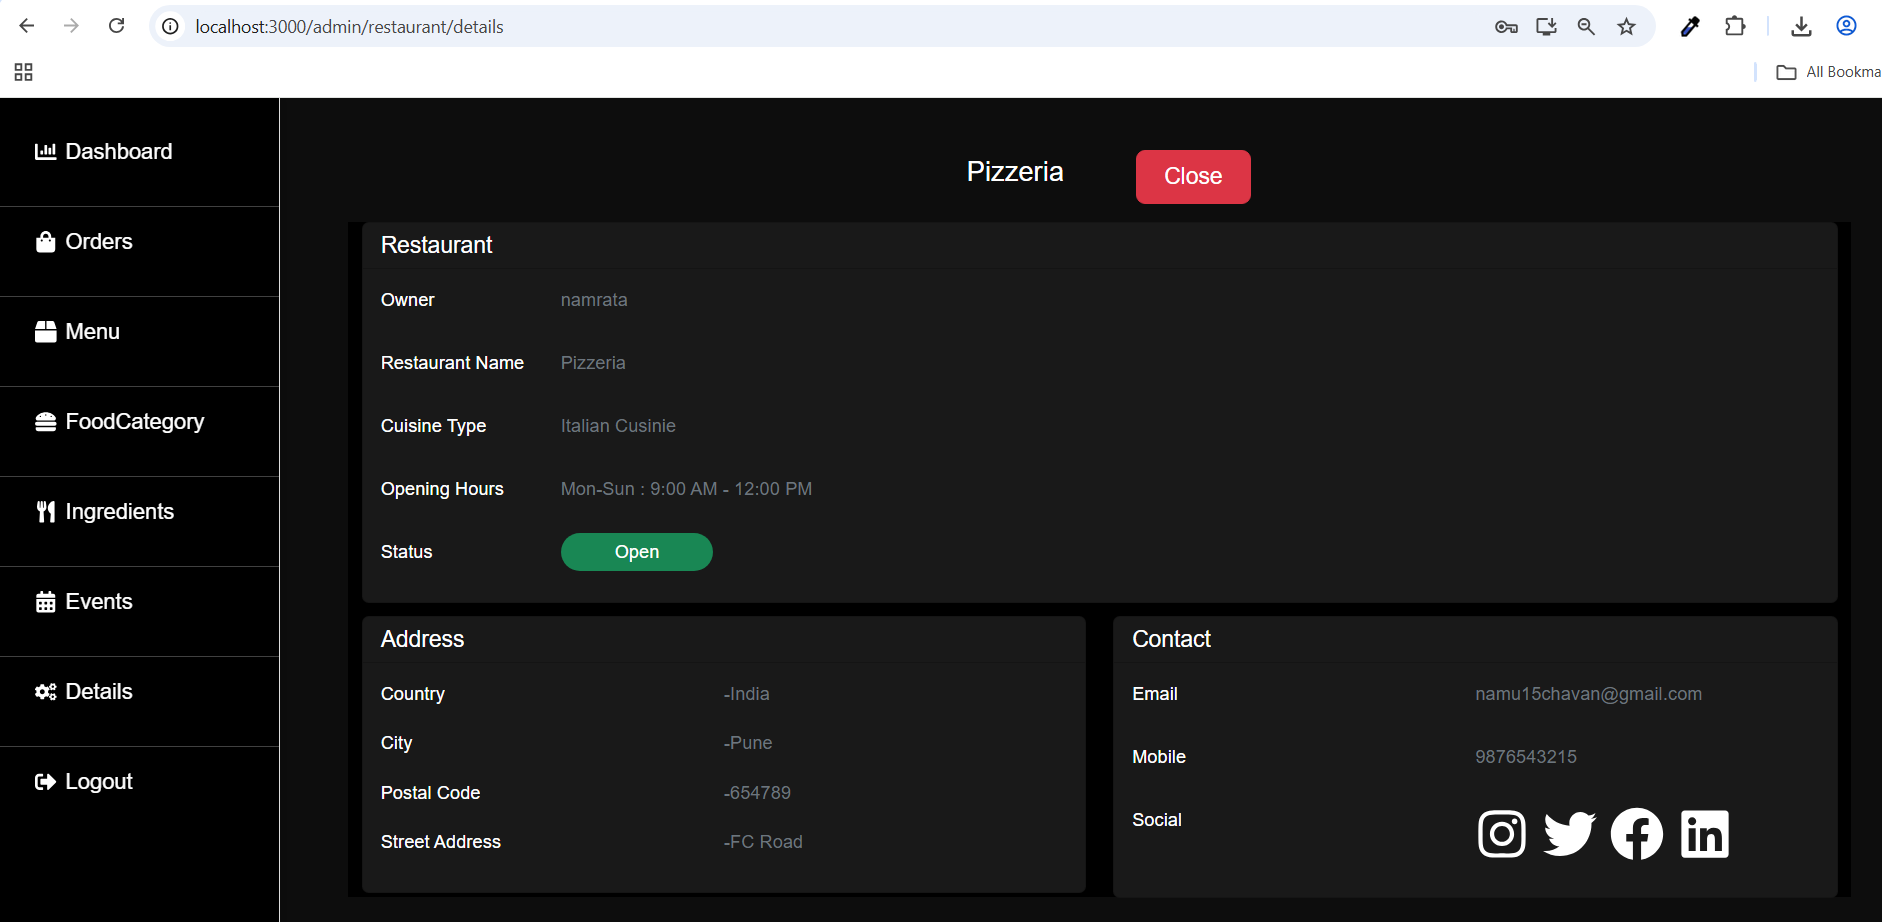 localhost:3000/admin/restaurant/details
All Bookma
Dashboard
Orders
Menu
FoodCategory
Ingredients
Events
Details
Logout
Pizzeria
Close
Restaurant
Owner namrata
Restaurant Name Pizzeria
Cuisine Type Italian Cusinie
Opening Hours Mon-Sun : 9:00 AM - 12:00 PM
Status Open
Address
Country -India
City -Pune
Postal Code -654789
Street Address -FC Road
Contact
Email namu15chavan@gmail.com
Mobile 9876543215
Social